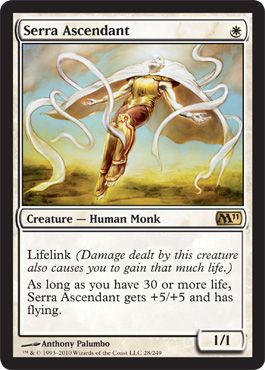 Serra Ascendant
Creature — Human Monk
M11
Lifelink (Damage dealt by this creature
also causes you to gain that much life.)
As long as you have 30 or more life,
Serra Ascendant gets +5/+5 and has
flying.
Anthony Palumbo
™ & © 1993-2010 Wizards of the Coast LLC 28/249
1/1